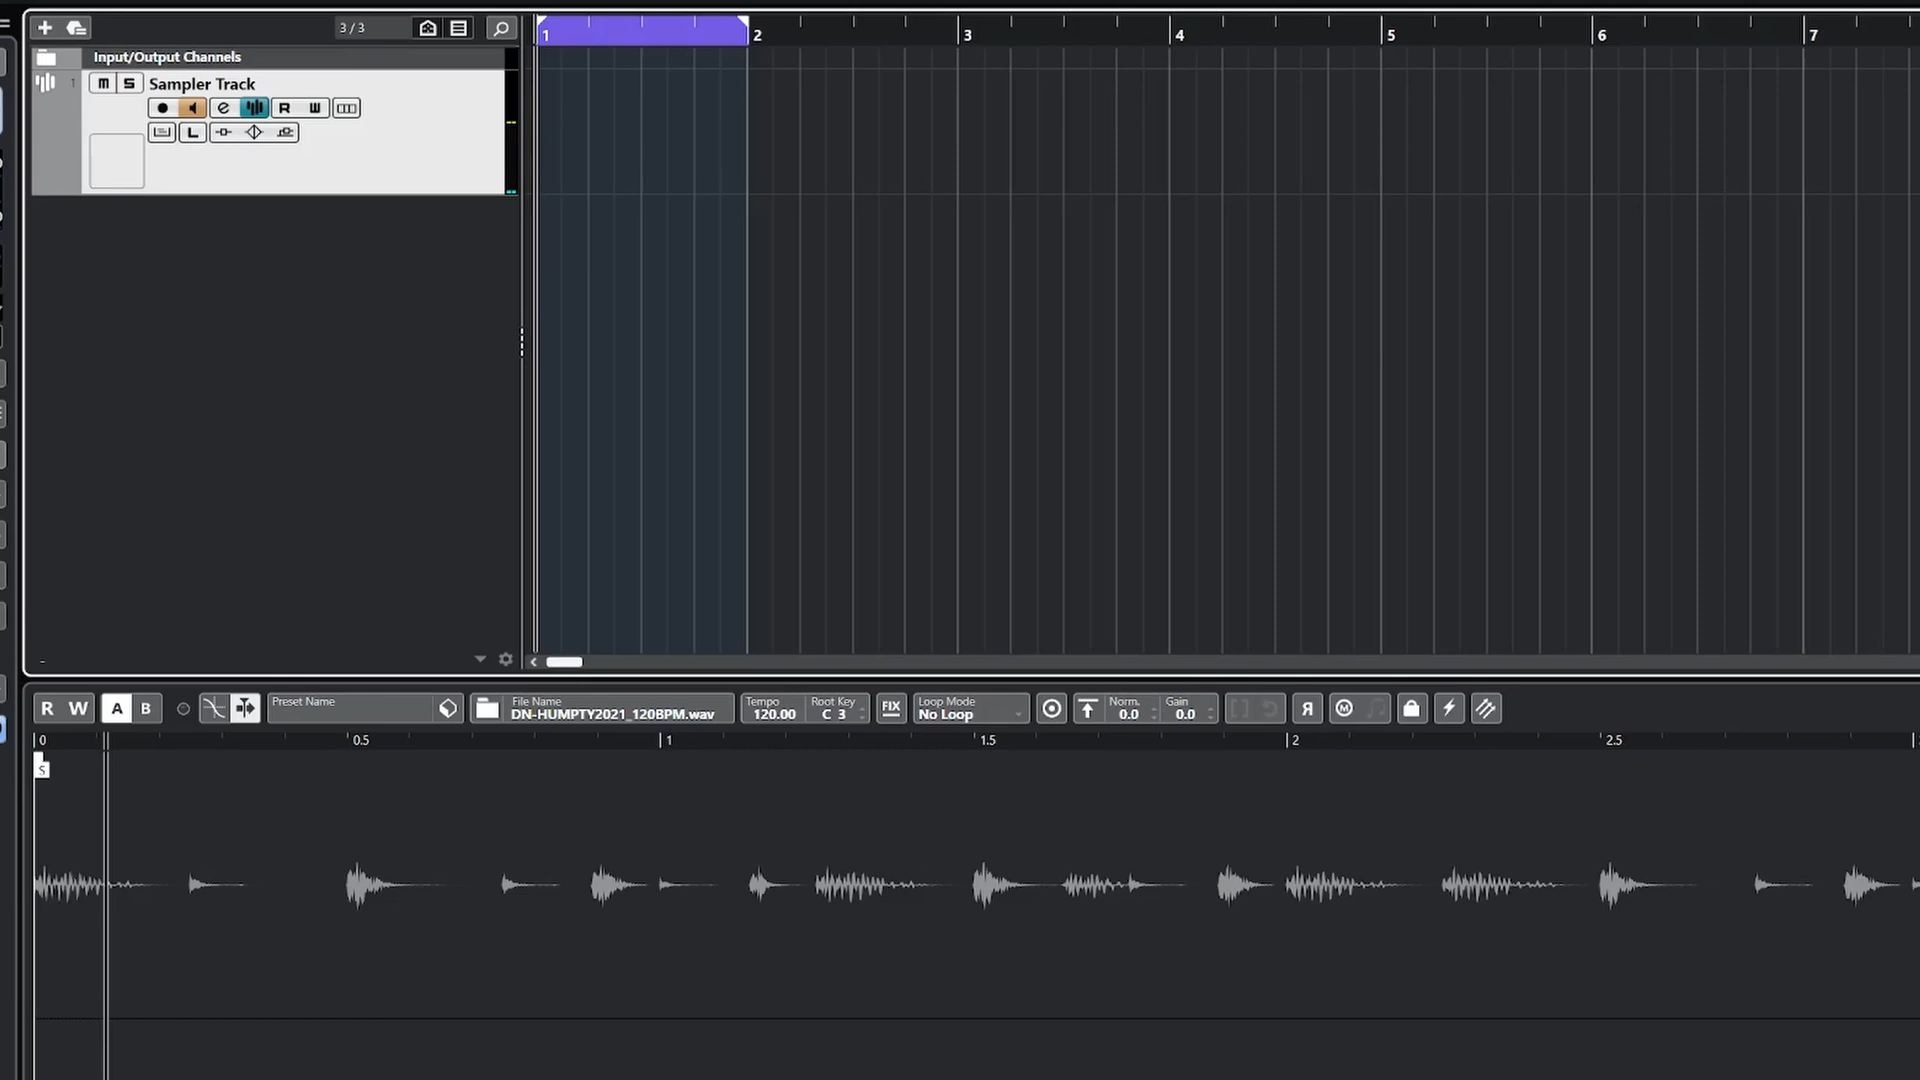 3 / 3
1 2 3 4 5 6 7
Input/Output Channels
1 M S Sampler Track
e R W
L
R W A B Preset Name File Name Tempo Root Key FIX Loop Mode Norm. Gain
DN-HUMPTY2021_120BPM.wav 120.00 C 3 No Loop 0.0 0.0
0 0.5 1 1.5 2 2.5
S